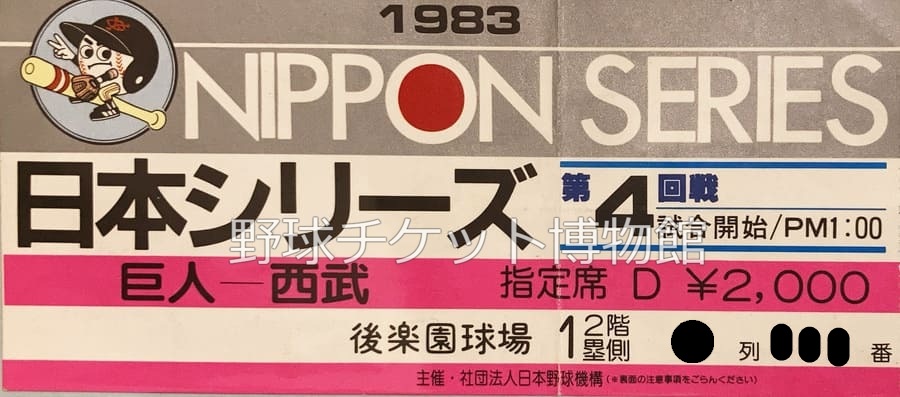 1983
NIPPON SERIES
日本シリーズ
第4回戦
試合開始/PM1:00
野球チケット博物館
巨人―西武 指定席 D ¥2,000
後楽園球場 1塁側 2階 列 番
主催・社団法人日本野球機構(※裏面の注意事項をごらんください)